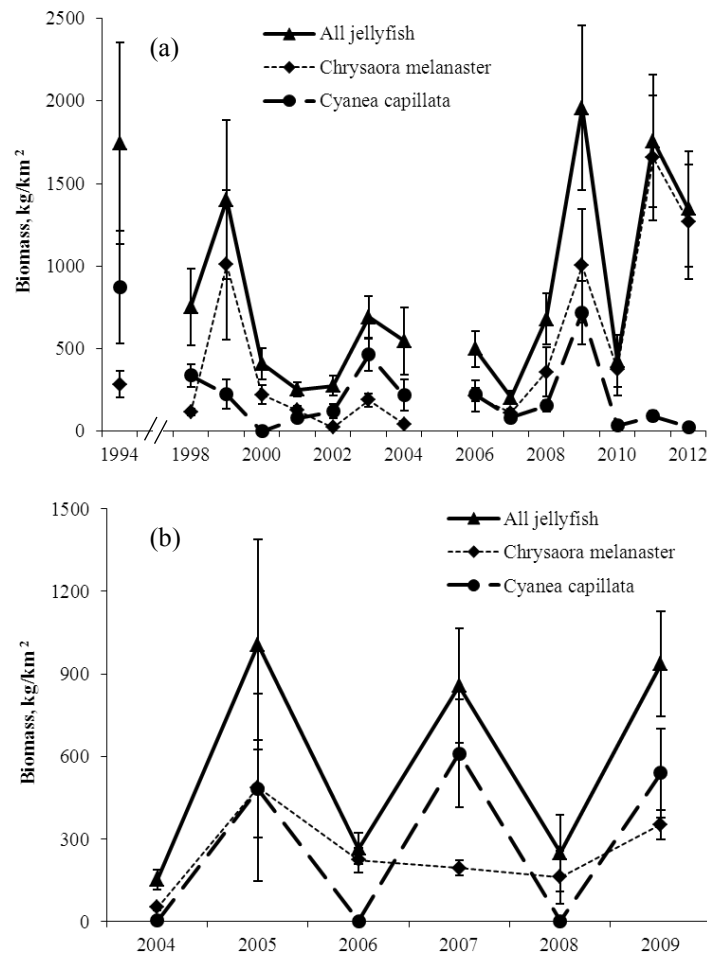 (a)
All jellyfish
Chrysaora melanaster
Cyanea capillata
Biomass, kg/km²
2500
2000
1500
1000
500
0
1994 1998 2000 2002 2004 2006 2008 2010 2012
(b)
All jellyfish
Chrysaora melanaster
Cyanea capillata
Biomass, kg/km²
1500
1200
900
600
300
0
2004 2005 2006 2007 2008 2009